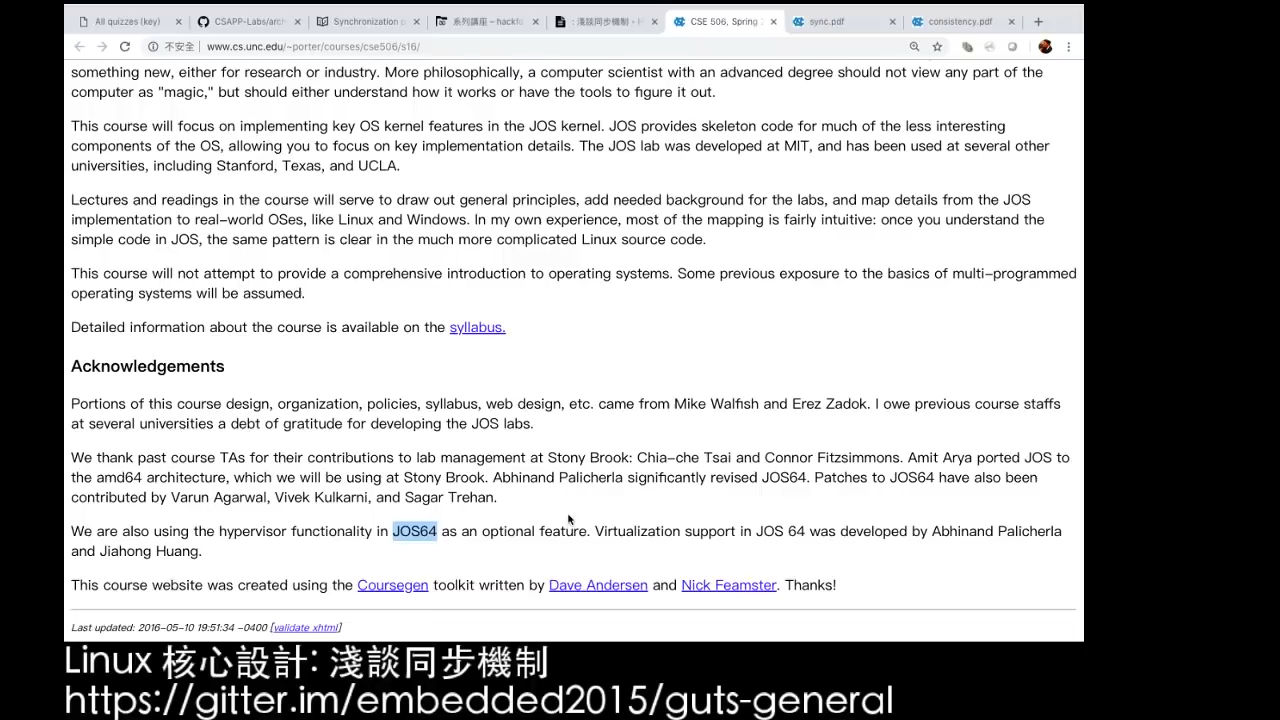 All quizzes (key)
CSAPP-Labs/arc
Synchronization
系列講座 – hackf
: 淺談同步機制 -
CSE 506, Spring
sync.pdf
consistency.pdf
不安全 www.cs.unc.edu/~porter/courses/cse506/s16/
something new, either for research or industry. More philosophically, a computer scientist with an advanced degree should not view any part of the
computer as "magic," but should either understand how it works or have the tools to figure it out.
This course will focus on implementing key OS kernel features in the JOS kernel. JOS provides skeleton code for much of the less interesting
components of the OS, allowing you to focus on key implementation details. The JOS lab was developed at MIT, and has been used at several other
universities, including Stanford, Texas, and UCLA.
Lectures and readings in the course will serve to draw out general principles, add needed background for the labs, and map details from the JOS
implementation to real–world OSes, like Linux and Windows. In my own experience, most of the mapping is fairly intuitive: once you understand the
simple code in JOS, the same pattern is clear in the much more complicated Linux source code.
This course will not attempt to provide a comprehensive introduction to operating systems. Some previous exposure to the basics of multi–programmed
operating systems will be assumed.
Detailed information about the course is available on the syllabus.
Acknowledgements
Portions of this course design, organization, policies, syllabus, web design, etc. came from Mike Walfish and Erez Zadok. I owe previous course staffs
at several universities a debt of gratitude for developing the JOS labs.
We thank past course TAs for their contributions to lab management at Stony Brook: Chia–che Tsai and Connor Fitzsimmons. Amit Arya ported JOS to
the amd64 architecture, which we will be using at Stony Brook. Abhinand Palicherla significantly revised JOS64. Patches to JOS64 have also been
contributed by Varun Agarwal, Vivek Kulkarni, and Sagar Trehan.
We are also using the hypervisor functionality in JOS64 as an optional feature. Virtualization support in JOS 64 was developed by Abhinand Palicherla
and Jiahong Huang.
This course website was created using the Coursegen toolkit written by Dave Andersen and Nick Feamster. Thanks!
Last updated: 2016–05–10 19:51:34 –0400 [validate xhtml]
Linux 核心設計: 淺談同步機制
https://gitter.im/embedded2015/guts-general